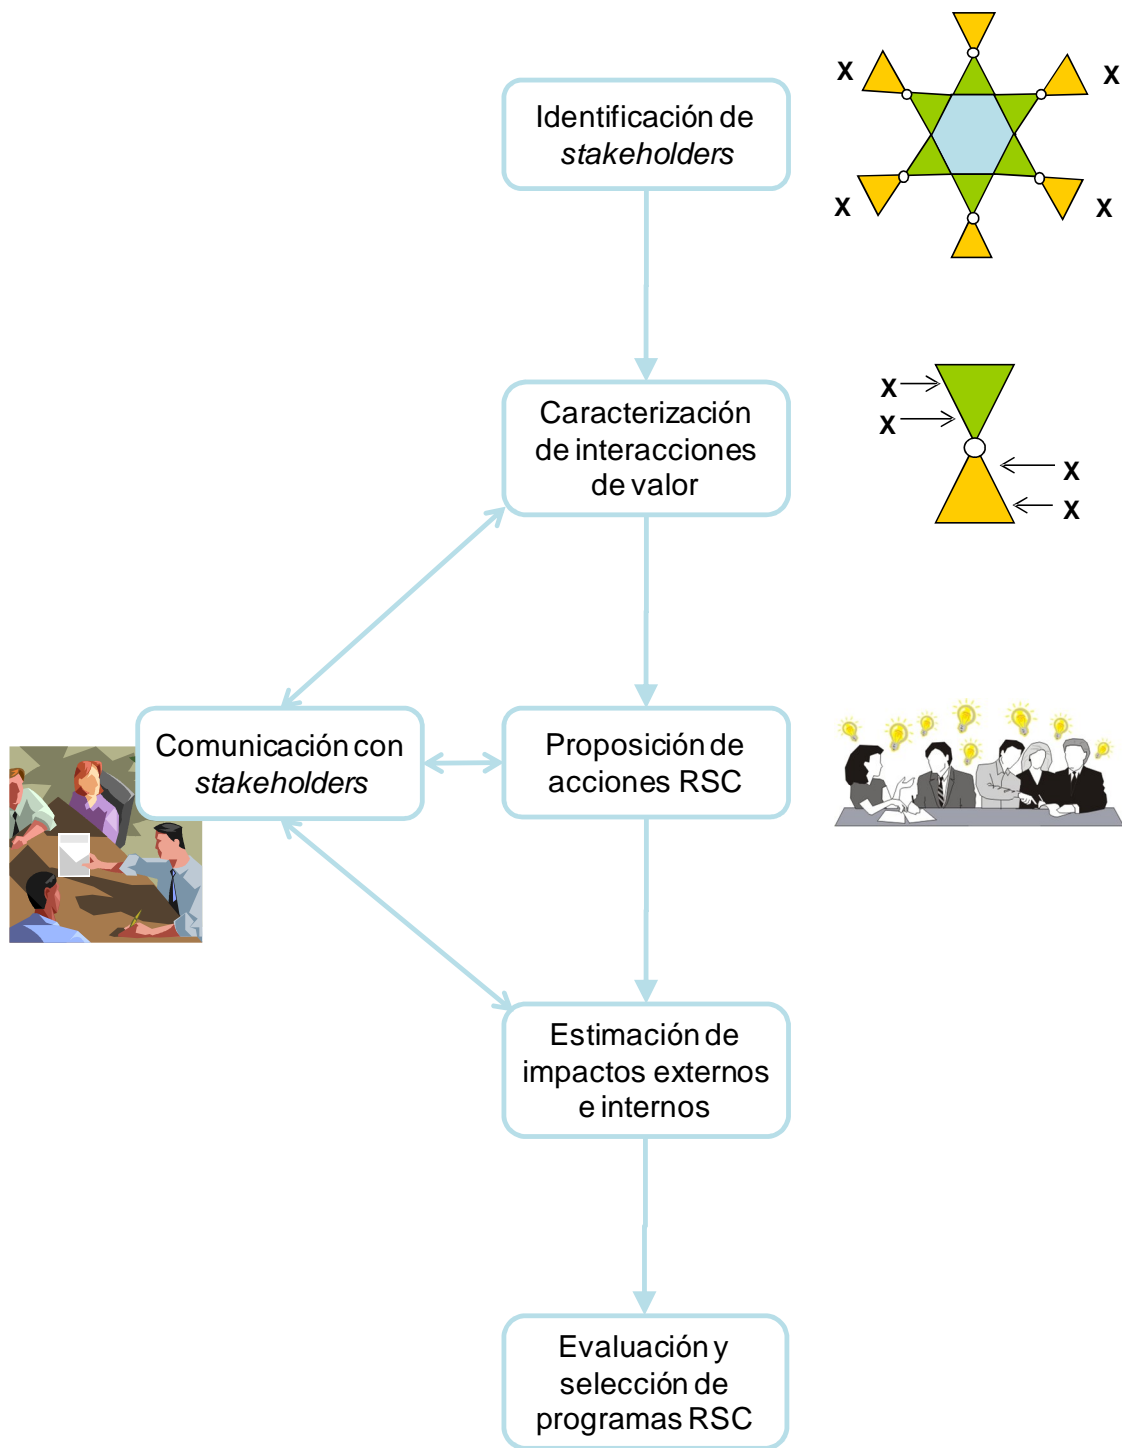 Identificación de
stakeholders
X
X
X
X
Caracterización
de interacciones
de valor
X
X
X
X
Comunicación con
stakeholders
Proposición de
acciones RSC
Estimación de
impactos externos
e internos
Evaluación y
selección de
programas RSC